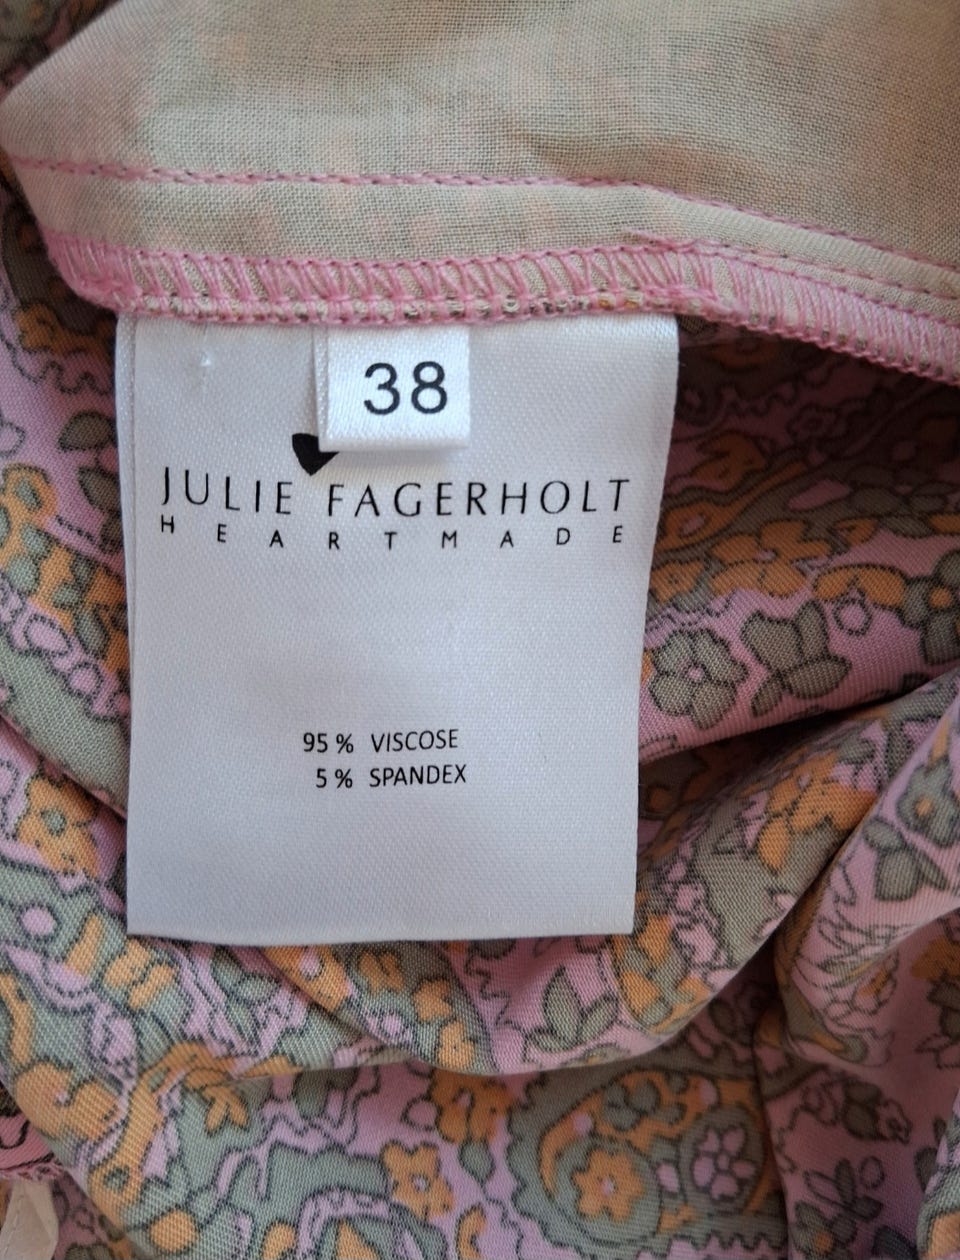 38
JULIE FAGERHOLT
HEARTMADE
95 % VISCOSE
5 % SPANDEX